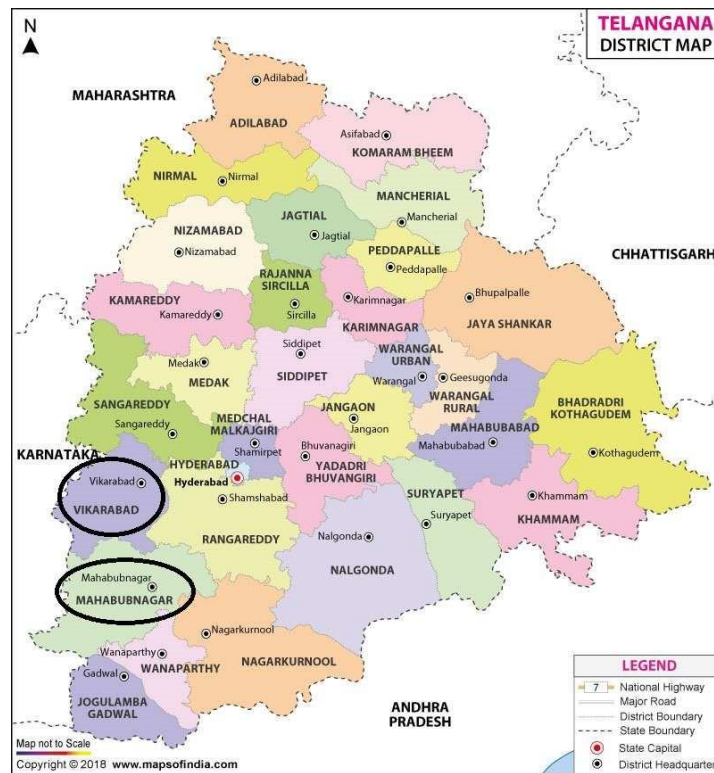 N
TELANGANA
DISTRICT MAP
MAHARASHTRA
Adilabad
ADILABAD
Asifabad
KOMARAM BHEEM
NIRMAL
Nirmal
MANCHERIAL
Mancherial
JAGTIAL
Jagtial
NIZAMABAD
Nizamabad
PEDDAPALLE
Peddapalle
CHHATTISGARH
RAJANNA
SIRCILLA
Sircilla
KAMAREDDY
Kamareddy
Karimnagar
KARIMNAGAR
Bhupalpalle
JAYA SHANKAR
Siddipet
SIDDIPET
WARANGAL
URBAN
Warangal
Geesugonda
WARANGAL
RURAL
Medak
MEDAK
BHADRADRI
KOTHAGUDEM
Kothagudem
SANGAREDDY
Sangareddy
MEDCHAL
MALKAJGIRI
Shamirpet
JANGAON
Jangaon
MAHABUBABAD
Mahabubabad
KARNATAKA
HYDERABAD
Hyderabad
Bhuvanagiri
YADADRI
BHUVANGIRI
Vikarabad
VIKARABAD
Shamshabad
RANGAREDDY
SURYAPET
Suryapet
Khammam
KHAMMAM
Nalgonda
NALGONDA
Mahabubnagar
MAHABUBNAGAR
Nagarkurnool
NAGARKURNOOL
Wanaparthy
WANAPARTHY
Gadwal
JOGULAMBA
GADWAL
ANDHRA
PRADESH
LEGEND
7 National Highway
Major Road
District Boundary
State Boundary
State Capital
District Headquarter
Map not to Scale
Copyright © 2018 www.mapsofindia.com